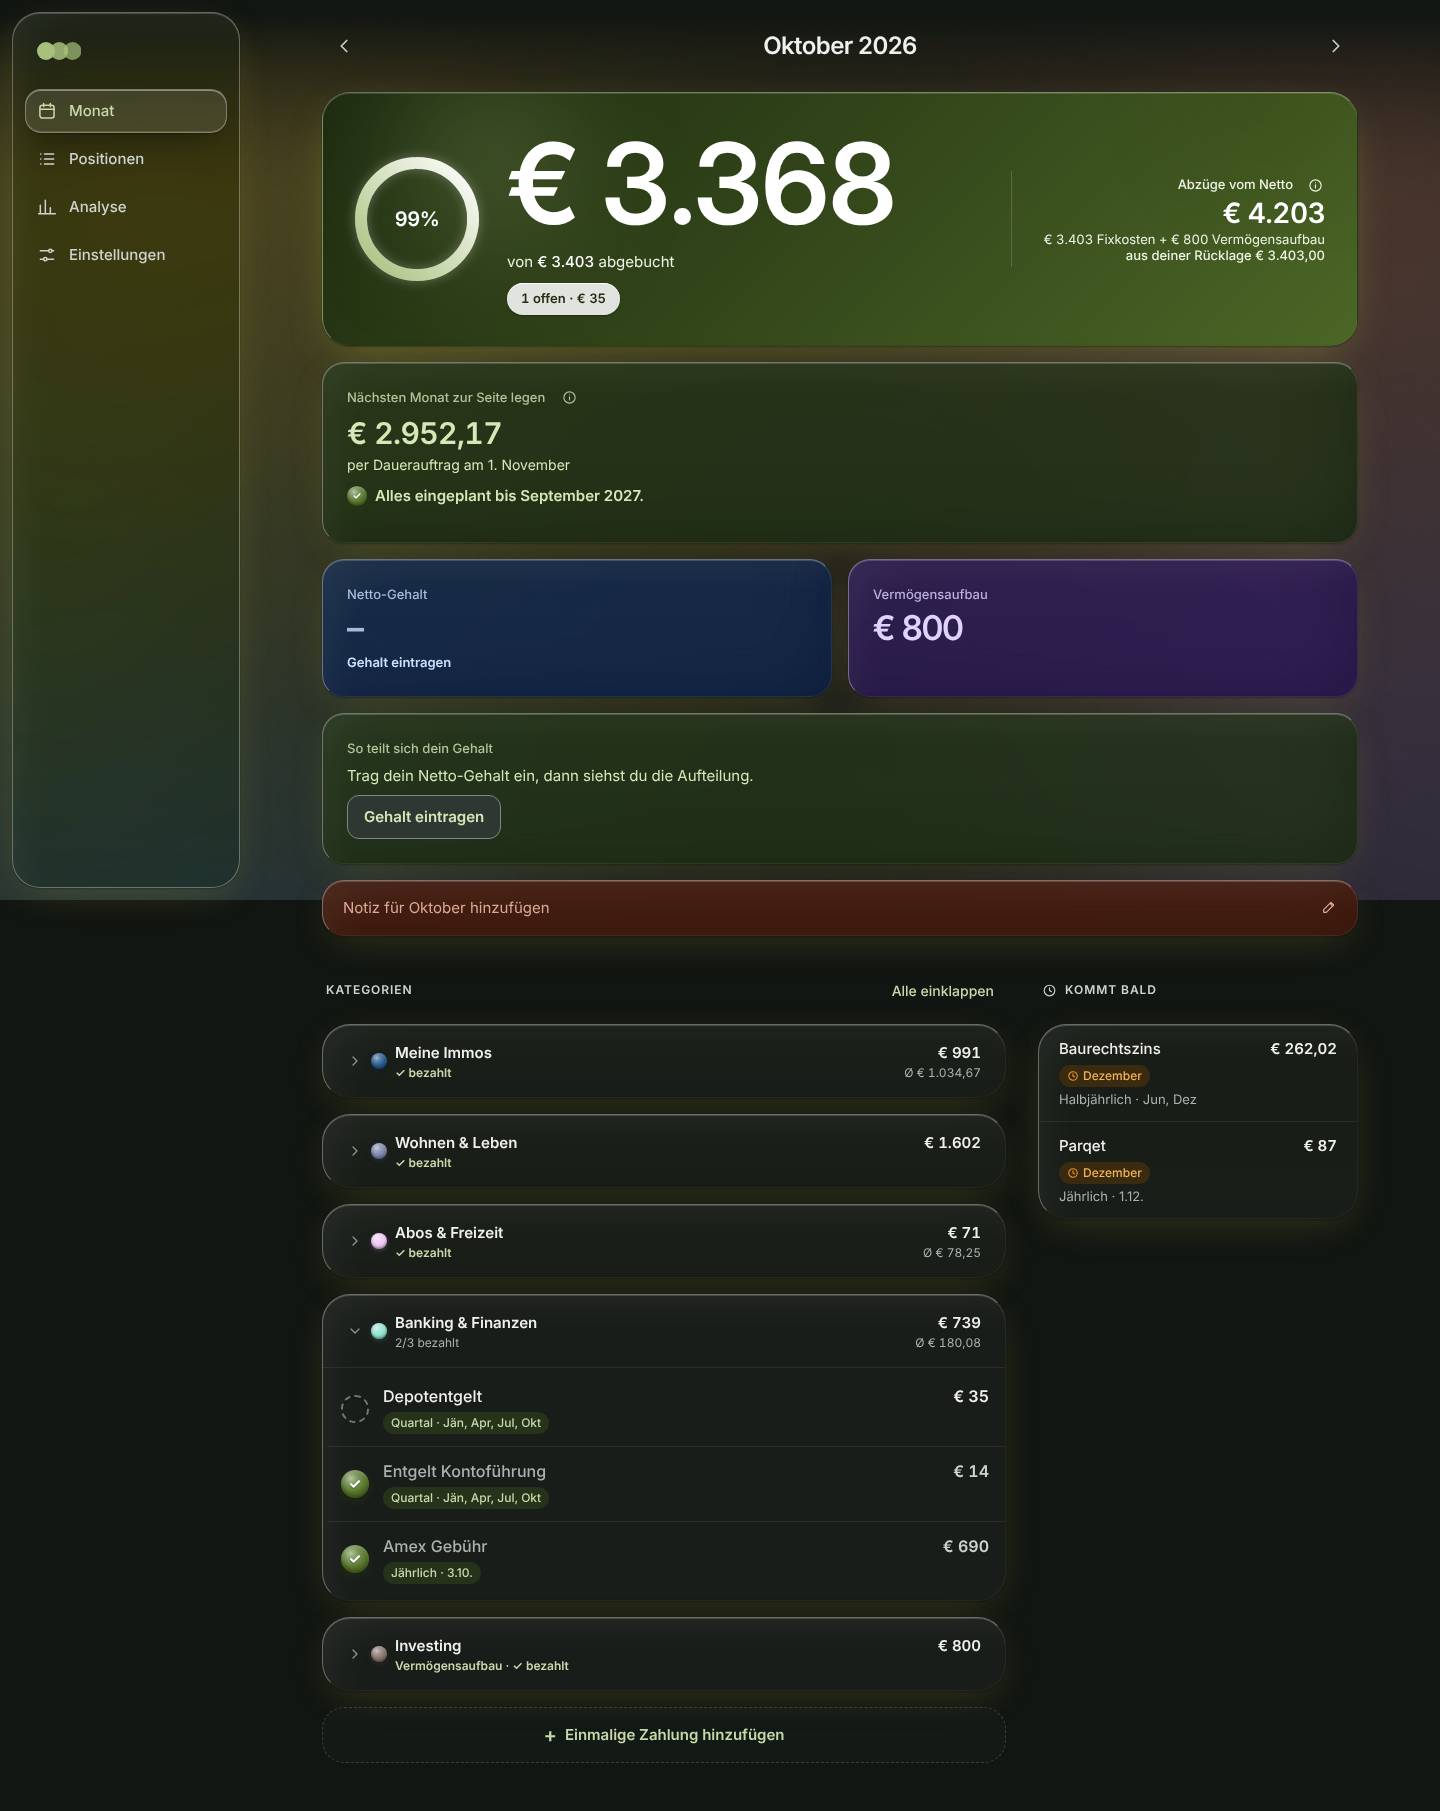 Monat
Positionen
Analyse
Einstellungen
Oktober 2026
99%
€ 3.368
von € 3.403 abgebucht
1 offen · € 35
Abzüge vom Netto
€ 4.203
€ 3.403 Fixkosten + € 800 Vermögensaufbau
aus deiner Rücklage € 3.403,00
Nächsten Monat zur Seite legen
€ 2.952,17
per Dauerauftrag am 1. November
Alles eingeplant bis September 2027.
Netto-Gehalt
–
Gehalt eintragen
Vermögensaufbau
€ 800
So teilt sich dein Gehalt
Trag dein Netto-Gehalt ein, dann siehst du die Aufteilung.
Gehalt eintragen
Notiz für Oktober hinzufügen
KATEGORIEN
Alle einklappen
Meine Immos
€ 991
✓ bezahlt
Ø € 1.034,67
Wohnen & Leben
€ 1.602
✓ bezahlt
Abos & Freizeit
€ 71
✓ bezahlt
Ø € 78,25
Banking & Finanzen
€ 739
2/3 bezahlt
Ø € 180,08
Depotentgelt
€ 35
Quartal · Jän, Apr, Jul, Okt
Entgelt Kontoführung
€ 14
Quartal · Jän, Apr, Jul, Okt
Amex Gebühr
€ 690
Jährlich · 3.10.
Investing
€ 800
Vermögensaufbau · ✓ bezahlt
+ Einmalige Zahlung hinzufügen
KOMMT BALD
Baurechtszins
€ 262,02
Dezember
Halbjährlich · Jun, Dez
Parqet
€ 87
Dezember
Jährlich · 1.12.